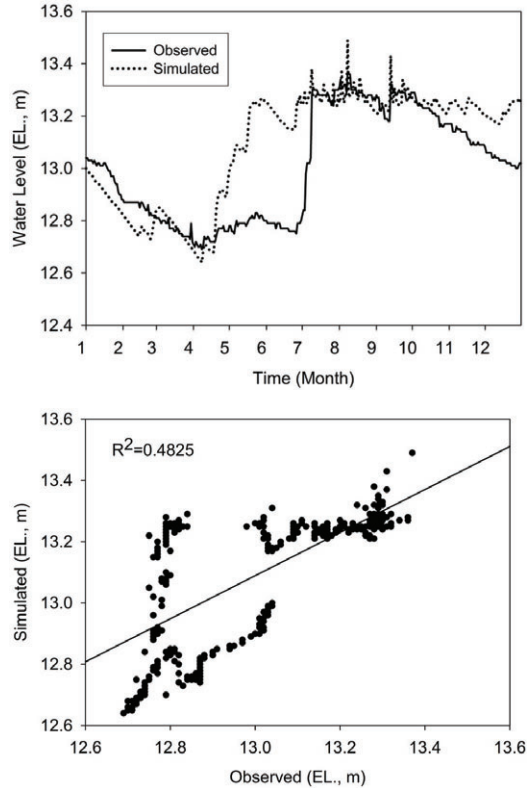 13.6
Observed
Simulated
13.4
13.2
13.0
12.8
12.6
12.4
Water Level (EL., m)
1 2 3 4 5 6 7 8 9 10 11 12
Time (Month)
13.6
R²=0.4825
13.4
13.2
13.0
12.8
12.6
Simulated (EL., m)
12.6 12.8 13.0 13.2 13.4 13.6
Observed (EL., m)